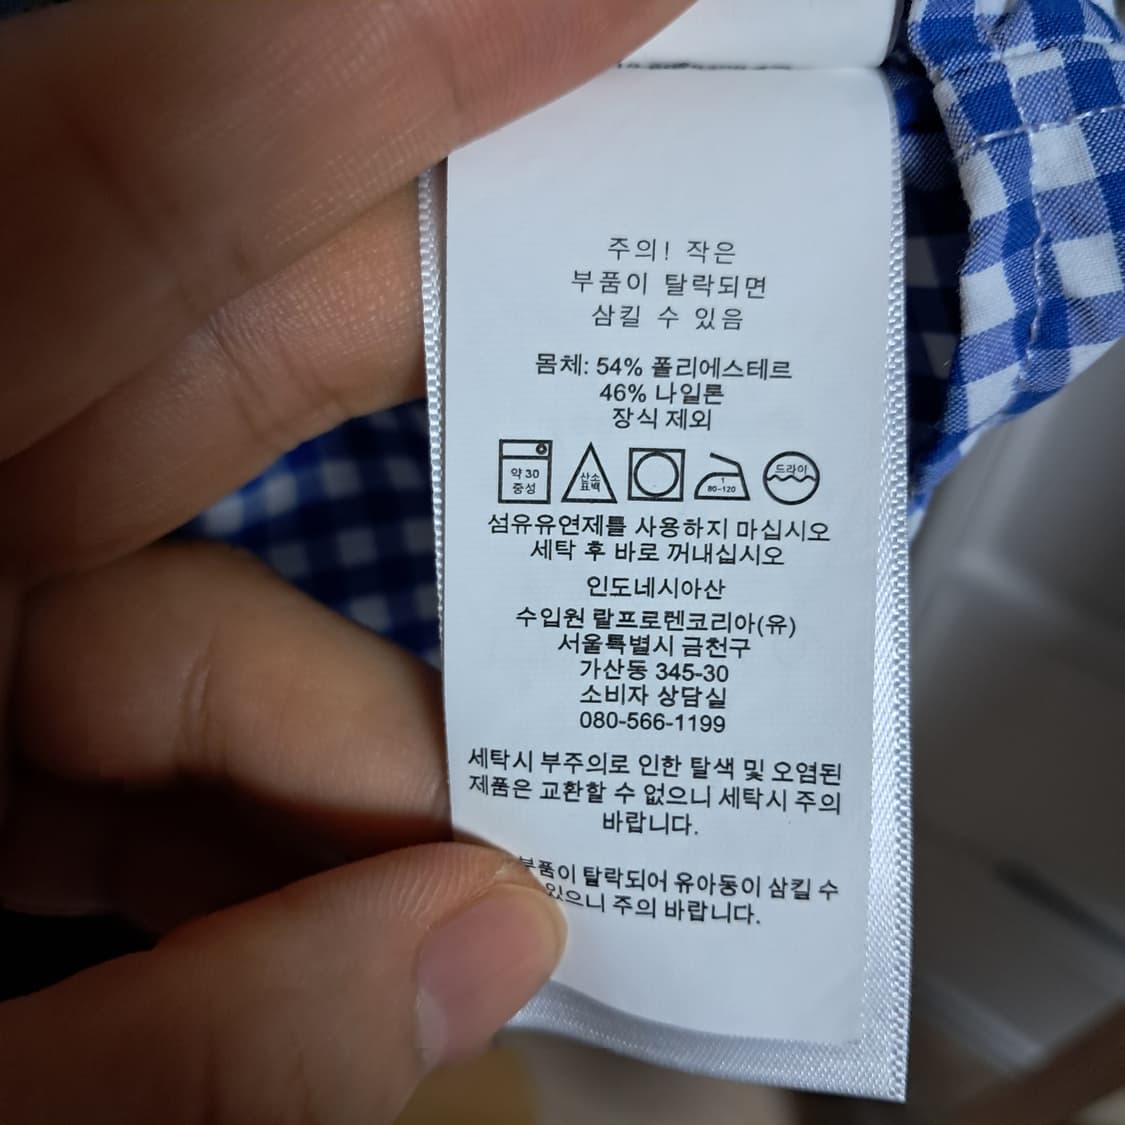 주의! 작은
부품이 탈락되면
삼킬 수 있음
몸체: 54% 폴리에스테르
46% 나일론
장식 제외
약 30
중성
산소
표백
1
80-120
드라이
섬유유연제를 사용하지 마십시오
세탁 후 바로 꺼내십시오
인도네시아산
수입원 랄프로렌코리아(유)
서울특별시 금천구
가산동 345-30
소비자 상담실
080-566-1199
세탁시 부주의로 인한 탈색 및 오염된
제품은 교환할 수 없으니 세탁시 주의
바랍니다.
부품이 탈락되어 유아동이 삼킬 수
있으니 주의 바랍니다.